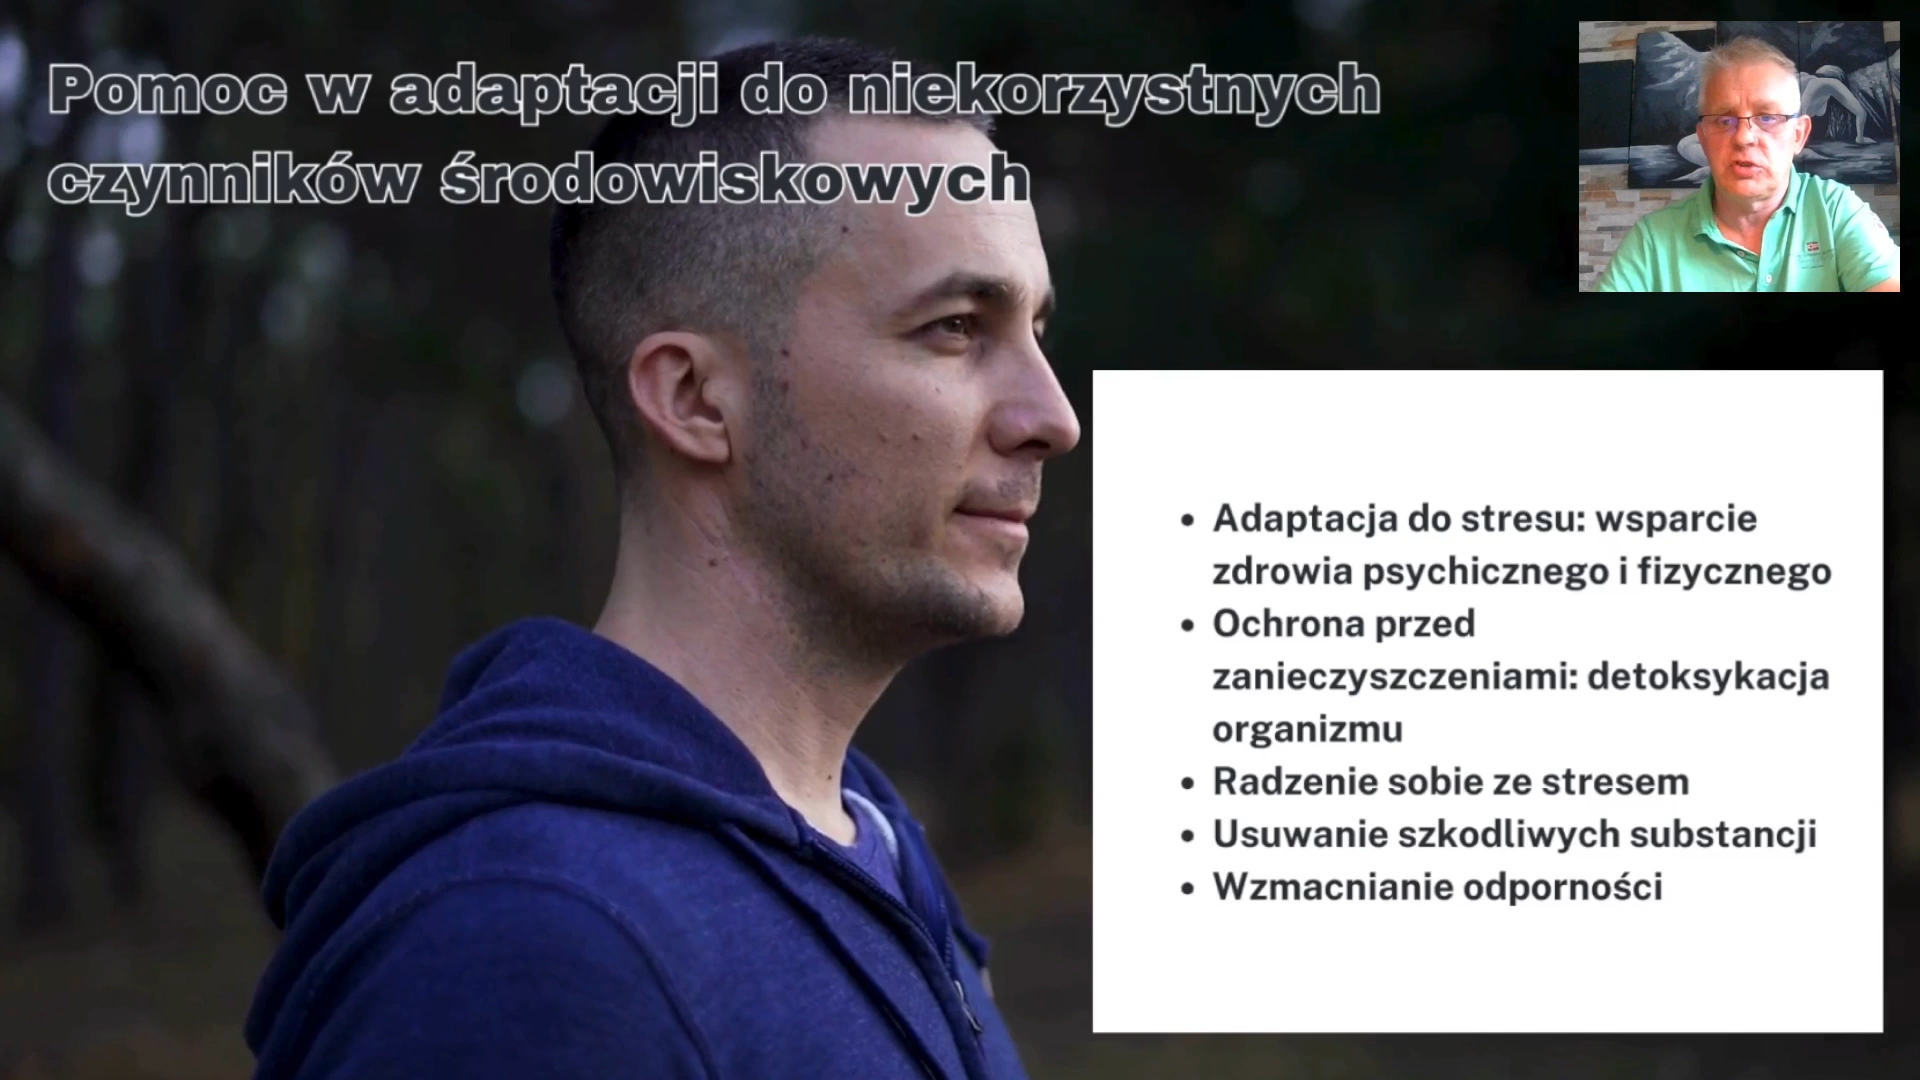 Pomoc w adaptacji do niekorzystnych
czynników środowiskowych
• Adaptacja do stresu: wsparcie
zdrowia psychicznego i fizycznego
• Ochrona przed
zanieczyszczeniami: detoksykacja
organizmu
• Radzenie sobie ze stresem
• Usuwanie szkodliwych substancji
• Wzmacnianie odporności